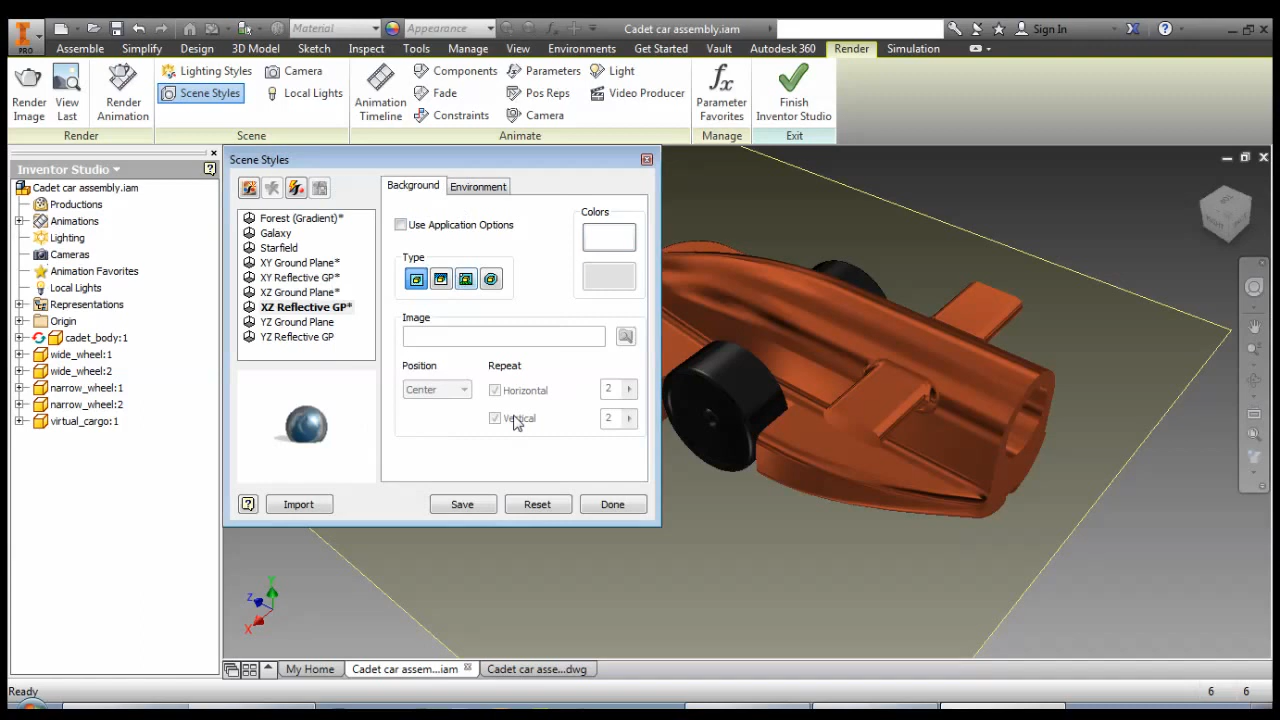 PRO
Material
Appearance
Cadet car assembly.iam
Sign In
Assemble Simplify Design 3D Model Sketch Inspect Tools Manage View Environments Get Started Vault Autodesk 360 Render Simulation
Render Image
View Last
Render Animation
Lighting Styles
Scene Styles
Camera
Local Lights
Animation Timeline
Components
Fade
Constraints
Parameters
Pos Reps
Camera
Light
Video Producer
fx
Parameter Favorites
Finish Inventor Studio
Render Scene Animate Manage Exit
Inventor Studio
Cadet car assembly.iam
Productions
Animations
Lighting
Cameras
Animation Favorites
Local Lights
Representations
Origin
cadet_body:1
wide_wheel:1
wide_wheel:2
narrow_wheel:1
narrow_wheel:2
virtual_cargo:1
Scene Styles
Forest (Gradient)*
Galaxy
Starfield
XY Ground Plane*
XY Reflective GP*
XZ Ground Plane*
XZ Reflective GP*
YZ Ground Plane
YZ Reflective GP
Background Environment
Use Application Options
Colors
Type
Image
Position Repeat
Center
Horizontal 2
Vertical 2
Import Save Reset Done
Y
Z
X
My Home Cadet car assem...iam Cadet car asse...dwg
Ready 6 6